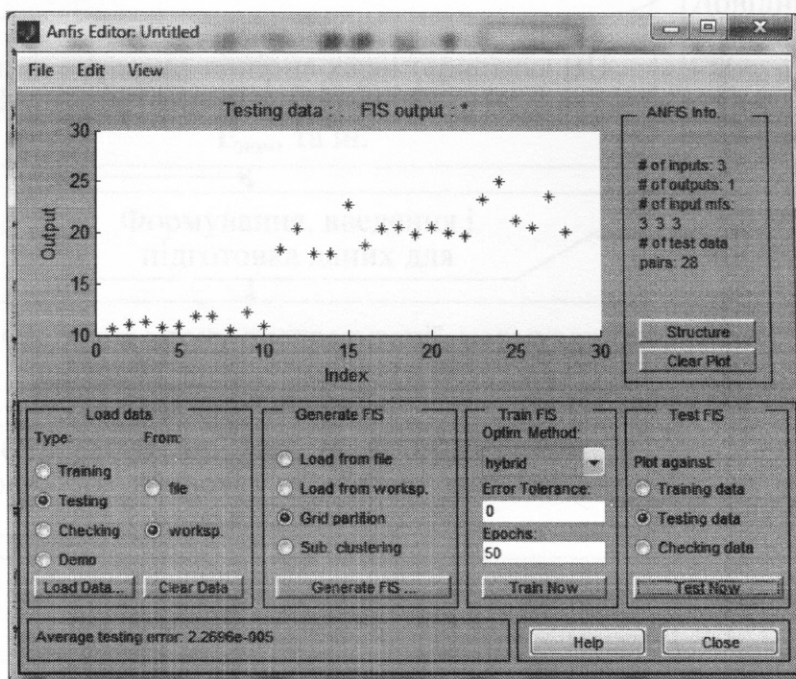 Anfis Editor: Untitled
File Edit View
Testing data : . FIS output : *
30
25
20
15
10
Output
0 5 10 15 20 25 30
Index
ANFIS Info.
# of inputs: 3
# of outputs: 1
# of input mfs:
3 3 3
# of test data
pairs: 28
Structure
Clear Plot
Load data
Type: From:
Training
Testing
Checking
Demo
file
worksp.
Load Data... Clear Data
Generate FIS
Load from file
Load from worksp.
Grid partition
Sub. clustering
Generate FIS ...
Train FIS
Optim. Method:
hybrid
Error Tolerance:
0
Epochs:
50
Train Now
Test FIS
Plot against:
Training data
Testing data
Checking data
Test Now
Average testing error: 2.2696e-005
Help Close
Формування, введення і
підготовка даних для